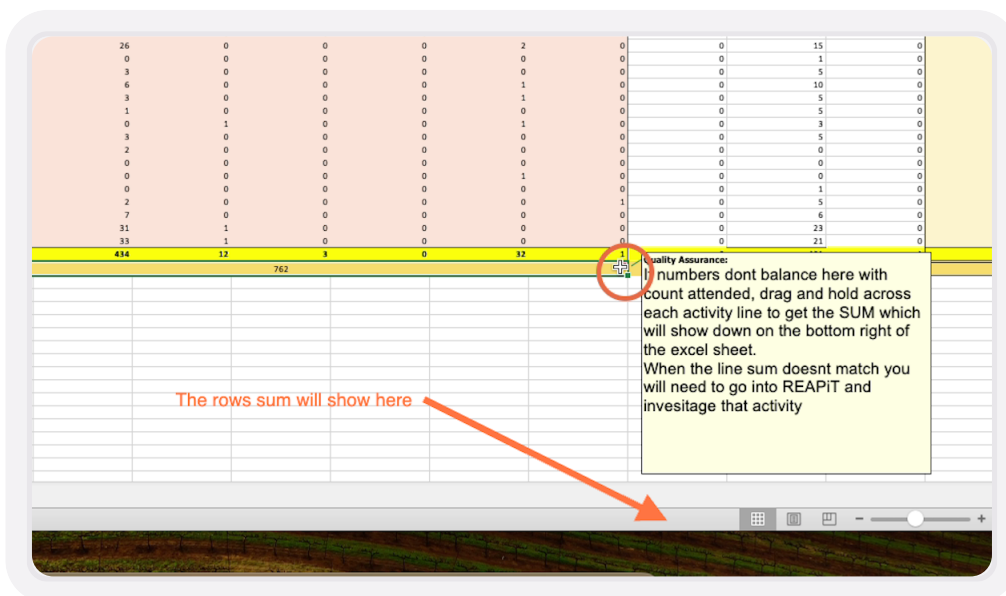 26 0 0 0 2 0 0 15 0
0 0 0 0 0 0 0 1 0
3 0 0 0 0 0 0 5 0
6 0 0 0 1 0 0 10 0
3 0 0 0 1 0 0 5 0
1 0 0 0 0 0 0 5 0
0 1 0 0 1 0 0 3 0
3 0 0 0 0 0 0 5 0
2 0 0 0 0 0 0 0 0
0 0 0 0 0 0 0 0 0
0 0 0 0 1 0 0 0 0
0 0 0 0 0 0 0 1 0
2 0 0 0 0 1 0 5 0
7 0 0 0 0 0 0 6 0
31 1 0 0 0 0 0 23 0
33 1 0 0 0 0 0 21 0
434 12 3 0 32 1
762
Quality Assurance:
If numbers dont balance here with
count attended, drag and hold across
each activity line to get the SUM which
will show down on the bottom right of
the excel sheet.
When the line sum doesnt match you
will need to go into REAPiT and
invesitage that activity
The rows sum will show here